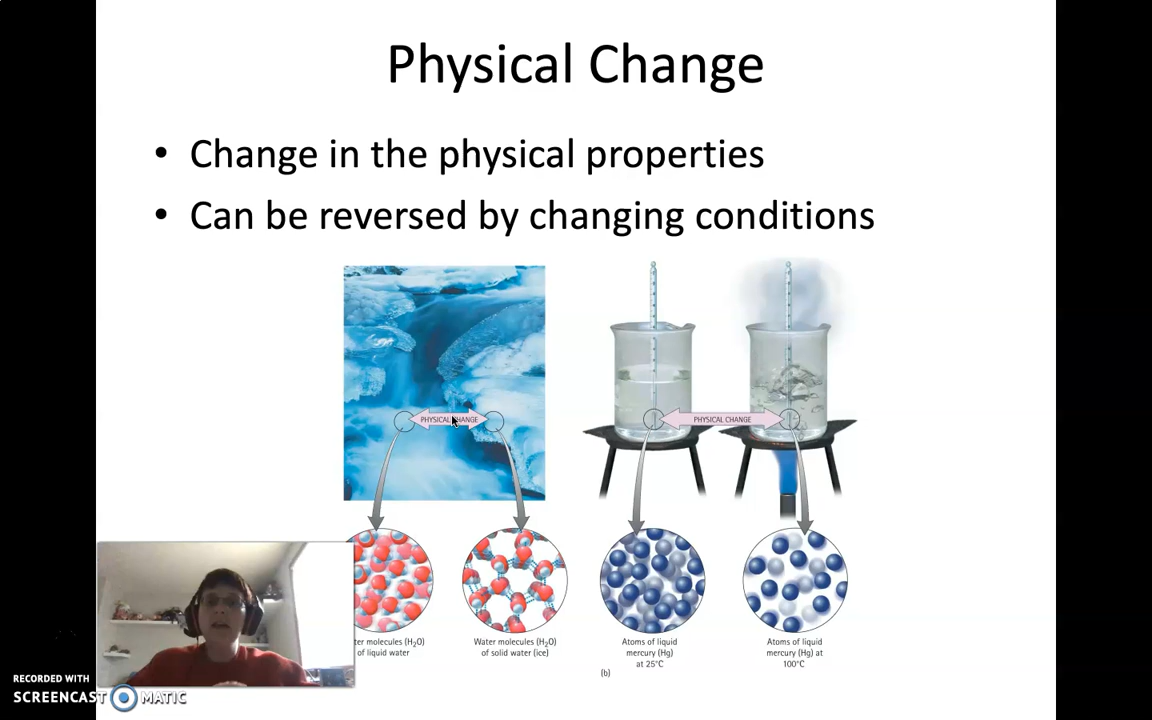 Physical Change
• Change in the physical properties
• Can be reversed by changing conditions
PHYSICAL CHANGE
PHYSICAL CHANGE
molecules (H₂O)
of liquid water
Water molecules (H₂O)
of solid water (ice)
Atoms of liquid
mercury (Hg)
at 25°C
Atoms of liquid
mercury (Hg) at
100°C
(b)
RECORDED WITH
SCREENCAST MATIC